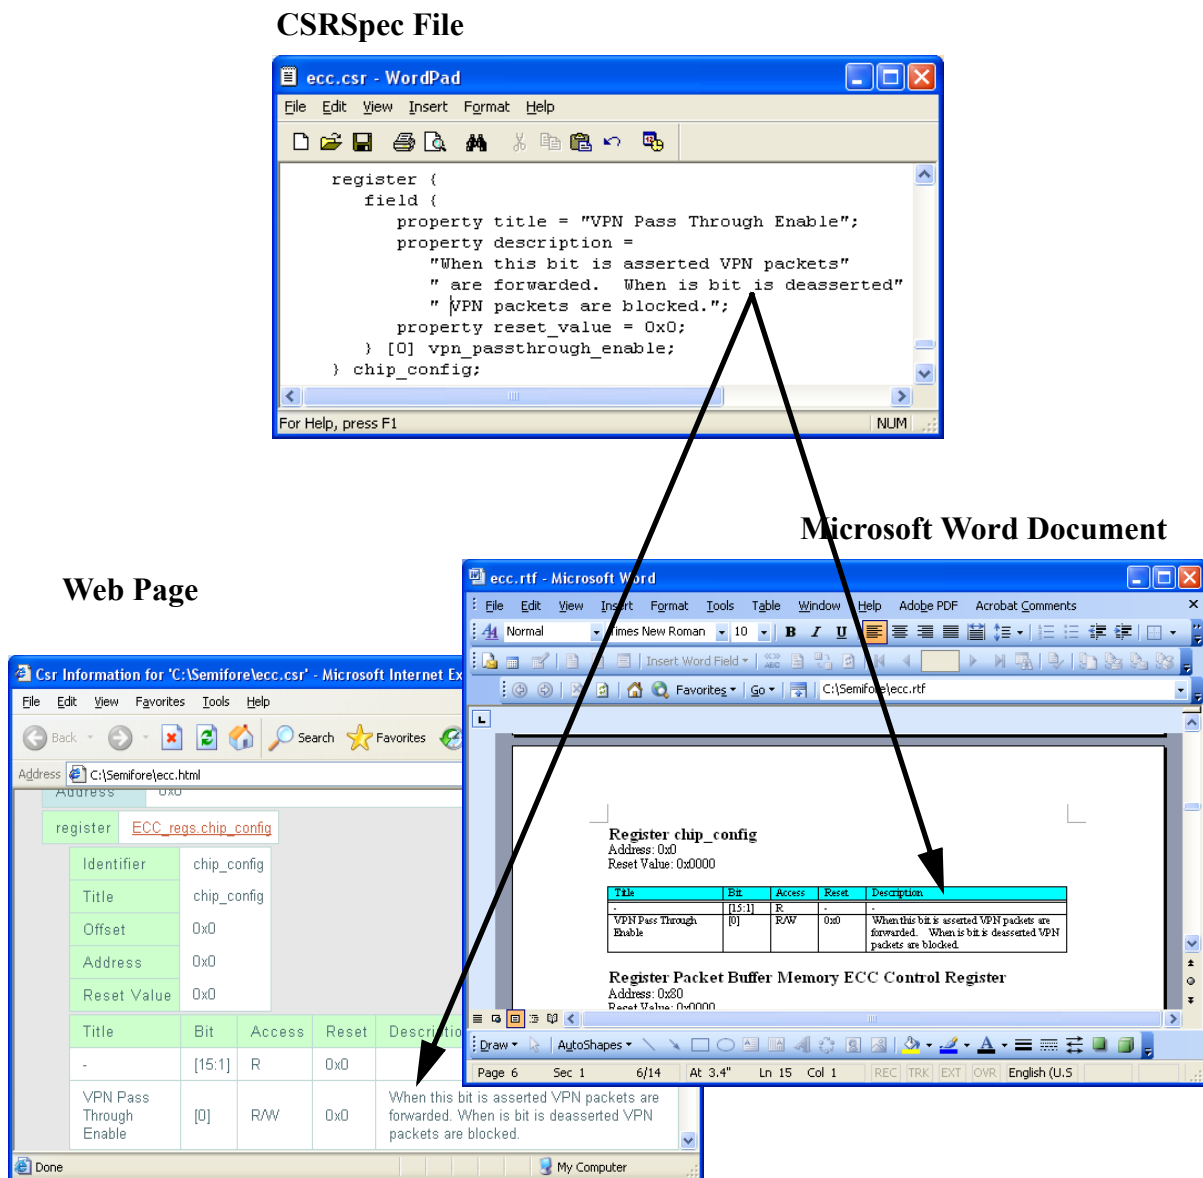 CSRSpec File
ecc.csr - WordPad
File Edit View Insert Format Help
register {
field {
property title = "VPN Pass Through Enable";
property description =
"When this bit is asserted VPN packets"
" are forwarded.  When is bit is deasserted"
" VPN packets are blocked.";
property reset_value = 0x0;
} [0] vpn_passthrough_enable;
} chip_config;
For Help, press F1 NUM
Microsoft Word Document
ecc.rtf - Microsoft Word
File Edit View Insert Format Tools Table Window Help Adobe PDF Acrobat Comments
Normal Times New Roman 10 B I U
Insert Word Field
Favorites Go C:\Semifore\ecc.rtf
Register chip_config
Address: 0x0
Reset Value: 0x0000
Title Bit Access Reset Description
- [15:1] R - -
VPN Pass Through [0] R/W 0x0 When this bit is asserted VPN packets are
Enable forwarded. When is bit is deasserted VPN
packets are blocked.
Register Packet Buffer Memory ECC Control Register
Address: 0x80
Reset Value: 0x0000
Draw AutoShapes
Page 6 Sec 1 6/14 At 3.4" Ln 15 Col 1 REC TRK EXT OVR English (U.S
Web Page
Csr Information for 'C:\Semifore\ecc.csr' - Microsoft Internet Ex
File Edit View Favorites Tools Help
Back Search Favorites
Address C:\Semifore\ecc.html
Address 0x0
register ECC_regs.chip_config
Identifier chip_config
Title chip_config
Offset 0x0
Address 0x0
Reset Value 0x0
Title Bit Access Reset Description
- [15:1] R 0x0
VPN Pass
Through
Enable [0] R/W 0x0 When this bit is asserted VPN packets are
forwarded. When is bit is deasserted VPN
packets are blocked.
Done My Computer